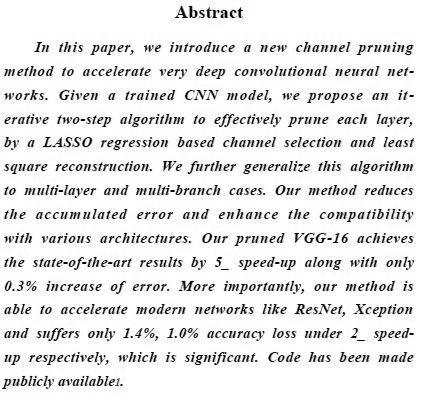 Abstract
In this paper, we introduce a new channel pruning
method to accelerate very deep convolutional neural net-
works. Given a trained CNN model, we propose an it-
erative two-step algorithm to effectively prune each layer,
by a LASSO regression based channel selection and least
square reconstruction. We further generalize this algorithm
to multi-layer and multi-branch cases. Our method reduces
the accumulated error and enhance the compatibility
with various architectures. Our pruned VGG-16 achieves
the state-of-the-art results by 5_ speed-up along with only
0.3% increase of error. More importantly, our method is
able to accelerate modern networks like ResNet, Xception
and suffers only 1.4%, 1.0% accuracy loss under 2_ speed-
up respectively, which is significant. Code has been made
publicly available1.